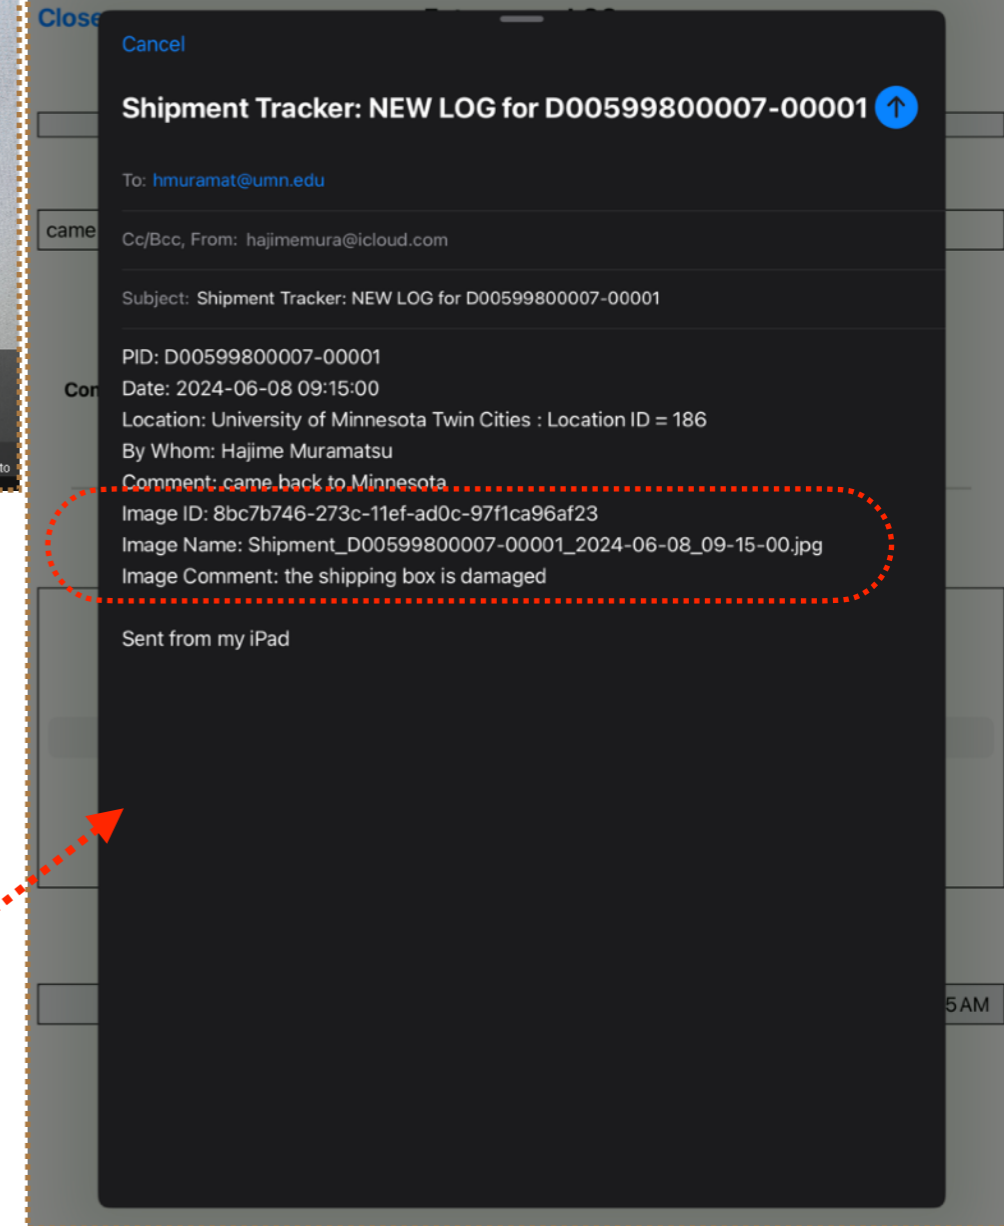 Close
Cancel
Shipment Tracker: NEW LOG for D00599800007-00001
To: hmuramat@umn.edu
came
Cc/Bcc, From: hajimemura@icloud.com
Subject: Shipment Tracker: NEW LOG for D00599800007-00001
PID: D00599800007-00001
Date: 2024-06-08 09:15:00
Con
Location: University of Minnesota Twin Cities : Location ID = 186
By Whom: Hajime Muramatsu
to
Comment: came back to Minnesota
Image ID: 8bc7b746-273c-11ef-ad0c-97f1ca96af23
Image Name: Shipment_D00599800007-00001_2024-06-08_09-15-00.jpg
Image Comment: the shipping box is damaged
Sent from my iPad
5 AM